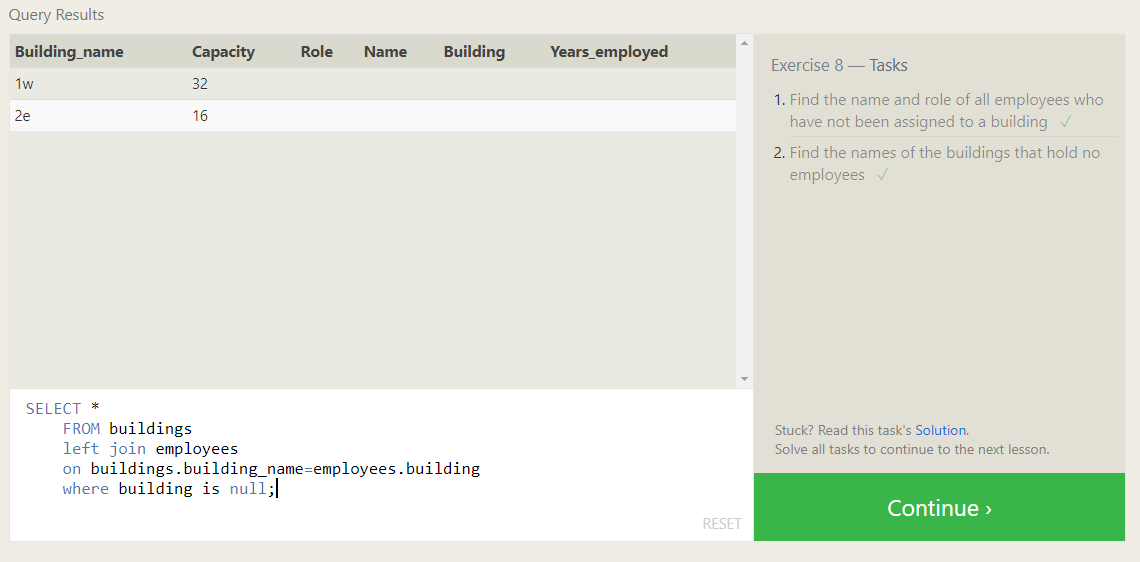 Query Results
Building_name Capacity Role Name Building Years_employed
1w 32
2e 16
SELECT *
FROM buildings
left join employees
on buildings.building_name=employees.building
where building is null;
RESET
Exercise 8 — Tasks
1. Find the name and role of all employees who
have not been assigned to a building ✓
2. Find the names of the buildings that hold no
employees ✓
Stuck? Read this task's Solution.
Solve all tasks to continue to the next lesson.
Continue ›